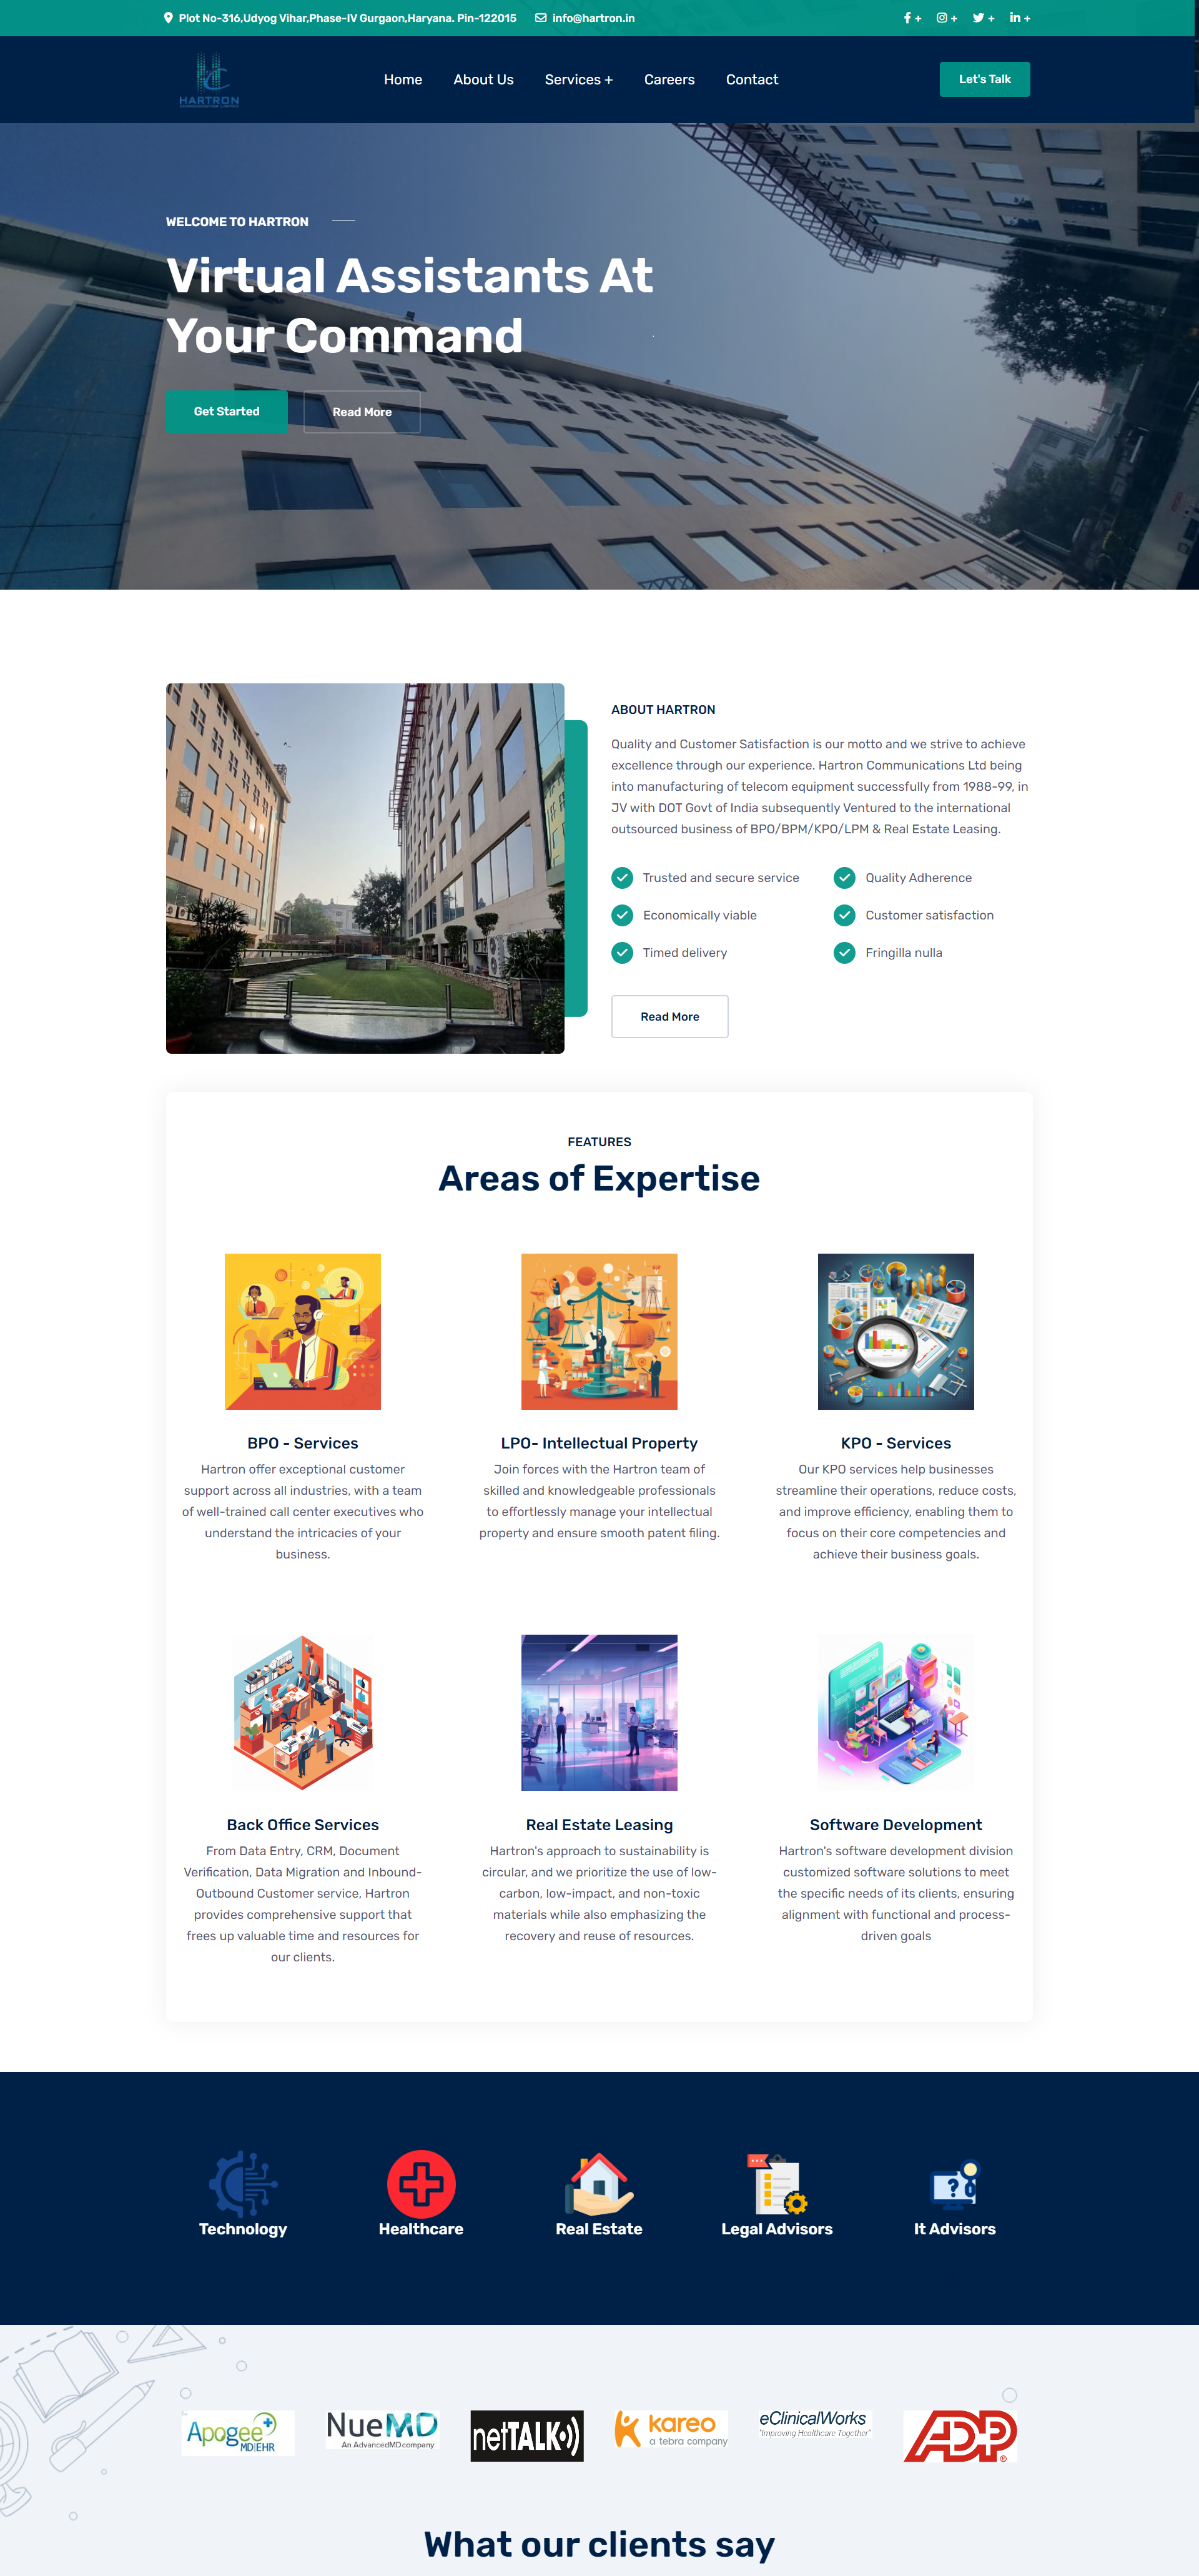 Plot No-316,Udyog Vihar,Phase-IV Gurgaon,Haryana. Pin-122015 info@hartron.in + + + +
HARTRON
Home About Us Services + Careers Contact Let's Talk
WELCOME TO HARTRON
Virtual Assistants At
Your Command
Get Started Read More
ABOUT HARTRON
Quality and Customer Satisfaction is our motto and we strive to achieve
excellence through our experience. Hartron Communications Ltd being
into manufacturing of telecom equipment successfully from 1988-99, in
JV with DOT Govt of India subsequently Ventured to the international
outsourced business of BPO/BPM/KPO/LPM & Real Estate Leasing.
Trusted and secure service Quality Adherence
Economically viable Customer satisfaction
Timed delivery Fringilla nulla
Read More
FEATURES
Areas of Expertise
BPO - Services
Hartron offer exceptional customer
support across all industries, with a team
of well-trained call center executives who
understand the intricacies of your
business.
LPO- Intellectual Property
Join forces with the Hartron team of
skilled and knowledgeable professionals
to effortlessly manage your intellectual
property and ensure smooth patent filing.
KPO - Services
Our KPO services help businesses
streamline their operations, reduce costs,
and improve efficiency, enabling them to
focus on their core competencies and
achieve their business goals.
Back Office Services
From Data Entry, CRM, Document
Verification, Data Migration and Inbound-
Outbound Customer service, Hartron
provides comprehensive support that
frees up valuable time and resources for
our clients.
Real Estate Leasing
Hartron's approach to sustainability is
circular, and we prioritize the use of low-
carbon, low-impact, and non-toxic
materials while also emphasizing the
recovery and reuse of resources.
Software Development
Hartron's software development division
customized software solutions to meet
the specific needs of its clients, ensuring
alignment with functional and process-
driven goals
Technology Healthcare Real Estate Legal Advisors It Advisors
Apogee
MD|EHR
NueMD
An AdvancedMD company
netTALK
kareo
a tebra company
eClinicalWorks
"Improving Healthcare Together"
ADP
What our clients say